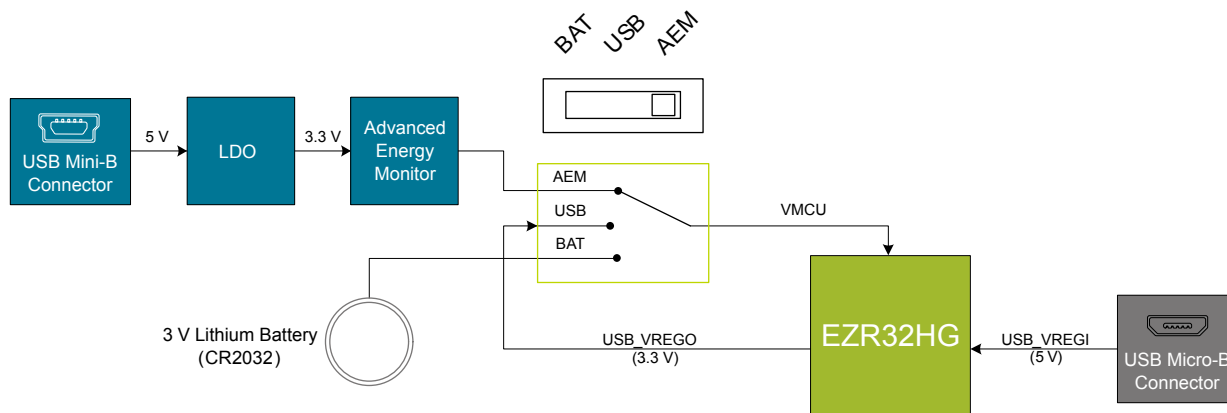 BAT
USB
AEM
USB Mini-B
Connector
5 V
LDO
3.3 V
Advanced
Energy
Monitor
AEM
USB
BAT
VMCU
3 V Lithium Battery
(CR2032)
USB_VREGO
(3.3 V)
EZR32HG
USB_VREGI
(5 V)
USB Micro-B
Connector